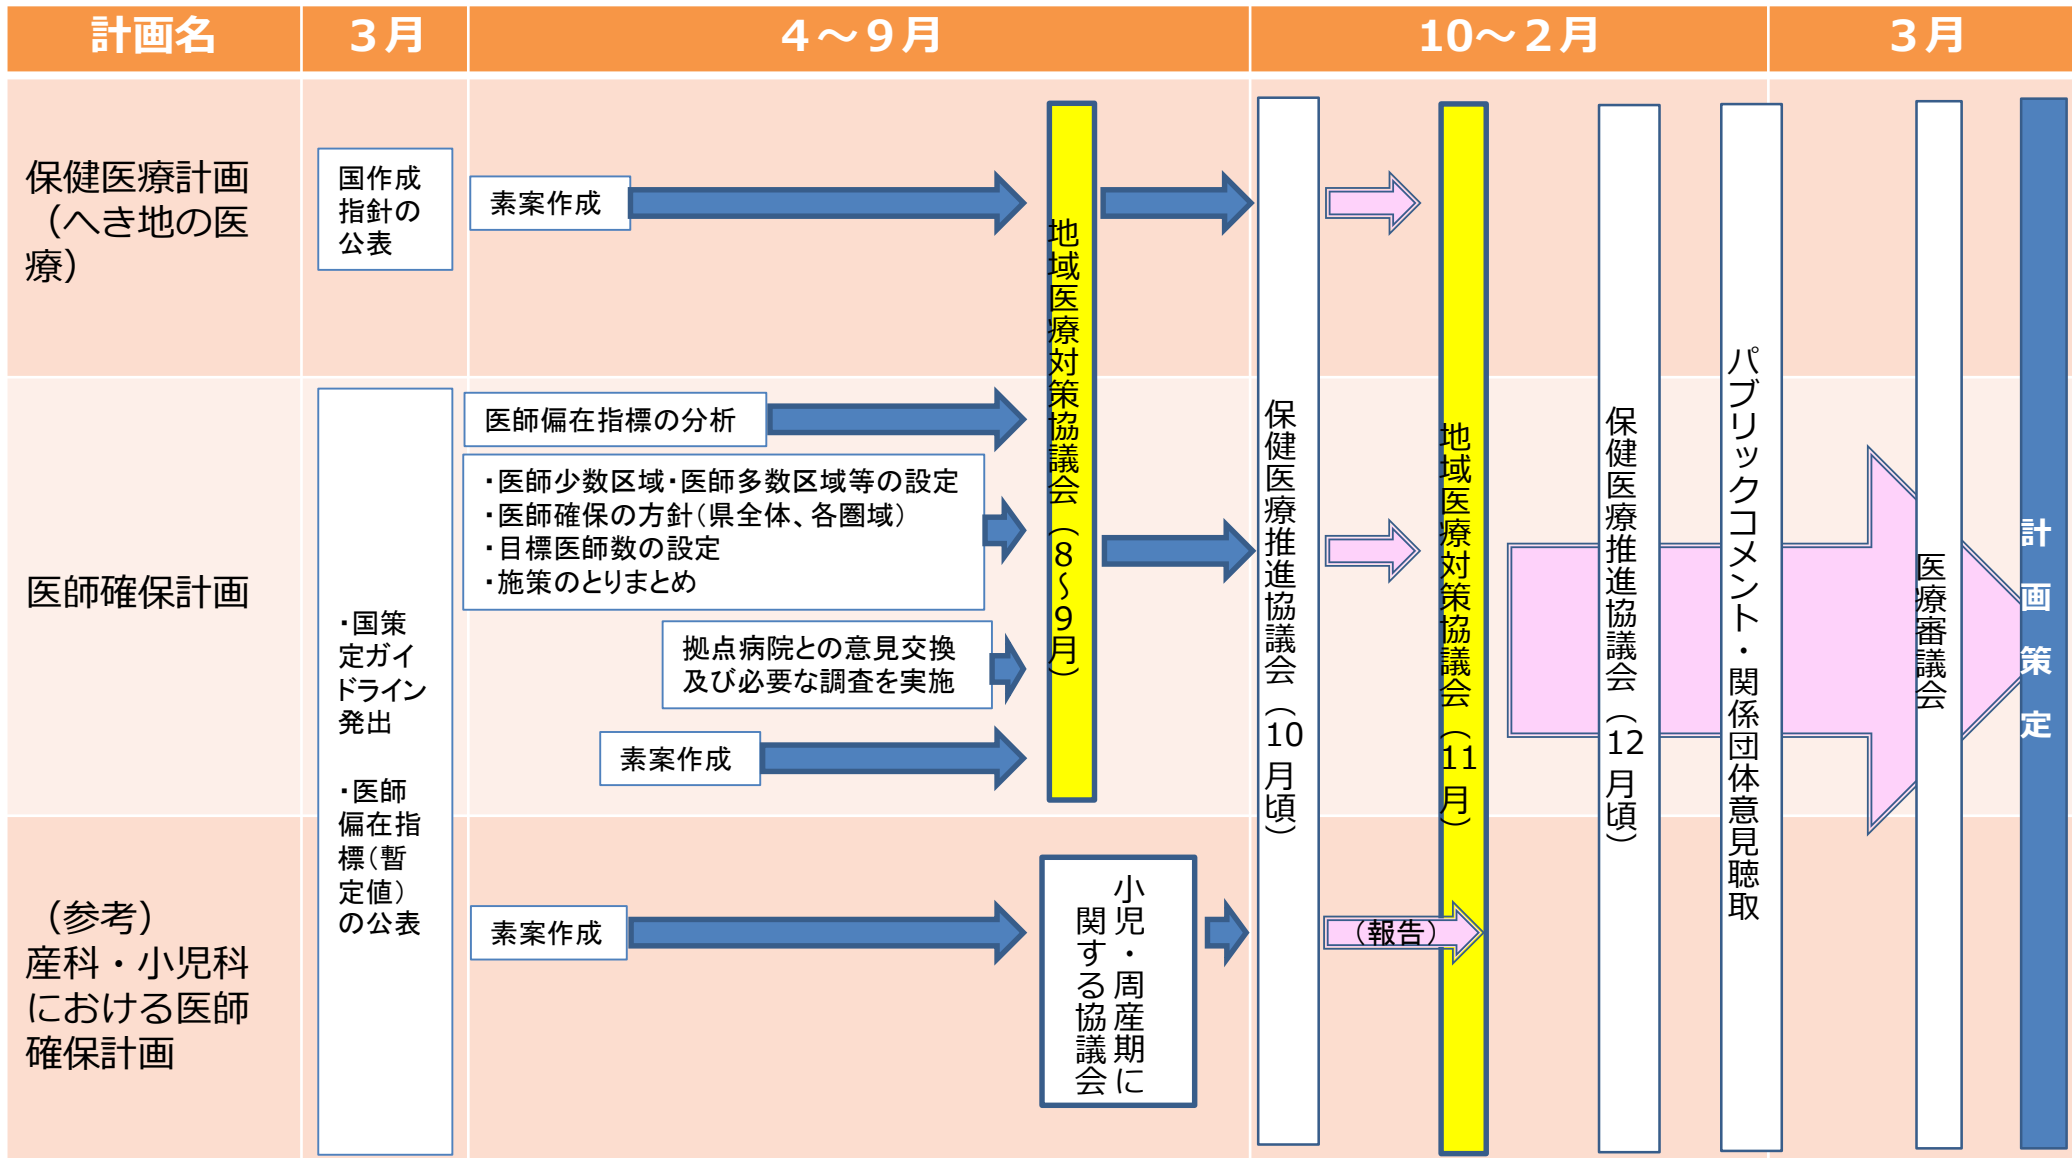 計画名
３月
４～９月
10～２月
３月
保健医療計画
（へき地の医
療）
国作成
指針の
公表
素案作成
医師確保計画
・国策
定ガイ
ドライン
発出
・医師
偏在指
標（暫
定値）
の公表
医師偏在指標の分析
・医師少数区域・医師多数区域等の設定
・医師確保の方針（県全体、各圏域）
・目標医師数の設定
・施策のとりまとめ
拠点病院との意見交換
及び必要な調査を実施
素案作成
（参考）
産科・小児科
における医師
確保計画
素案作成
小児・周産期に
関する協議会
地域医療対策協議会（８～９月）
保健医療推進協議会（10月頃）
（報告）
地域医療対策協議会（11月）
保健医療推進協議会（12月頃）
パブリックコメント・関係団体意見聴取
医療審議会
計画策定